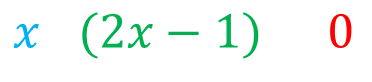 x (2x − 1) 0